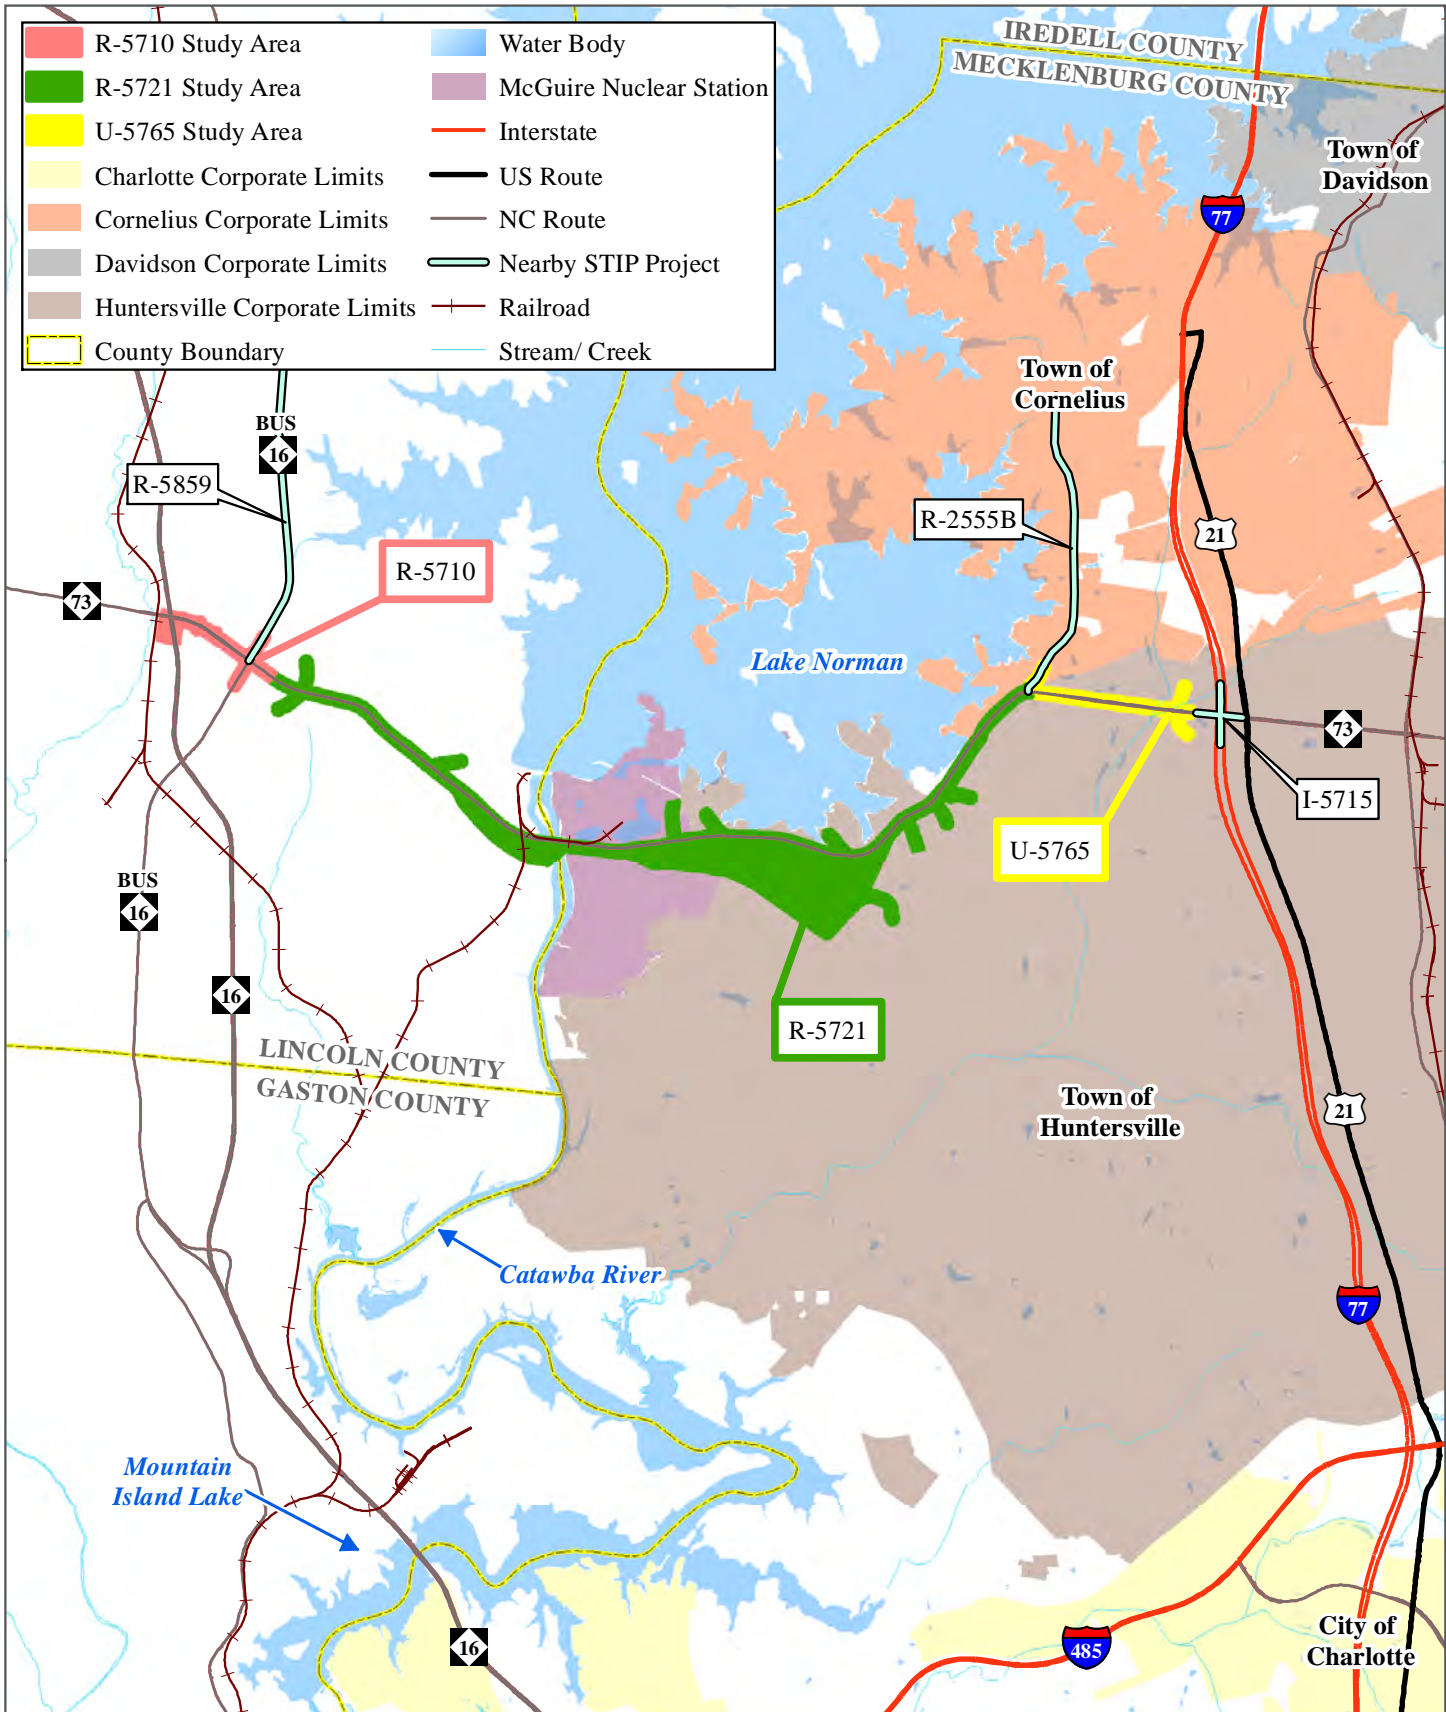 R-5710 Study Area
R-5721 Study Area
U-5765 Study Area
Charlotte Corporate Limits
Cornelius Corporate Limits
Davidson Corporate Limits
Huntersville Corporate Limits
County Boundary
Water Body
McGuire Nuclear Station
Interstate
US Route
NC Route
Nearby STIP Project
Railroad
Stream/ Creek
IREDELL COUNTY
MECKLENBURG COUNTY
Town of
Davidson
77
Town of
Cornelius
BUS
16
R-5859
R-2555B
21
R-5710
73
Lake Norman
73
I-5715
U-5765
BUS
16
16
R-5721
LINCOLN COUNTY
GASTON COUNTY
Town of
Huntersville
21
Catawba River
77
Mountain
Island Lake
16
485
City of
Charlotte